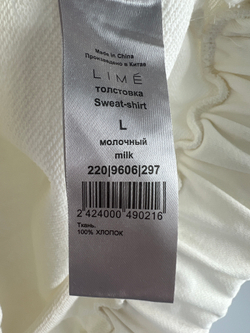 Made in China
Произведено в Китае
LIMÉ
толстовка
Sweat-shirt
L
молочный
milk
220|9606|297
2 424000 490216
Ткань:
100% ХЛОПОК